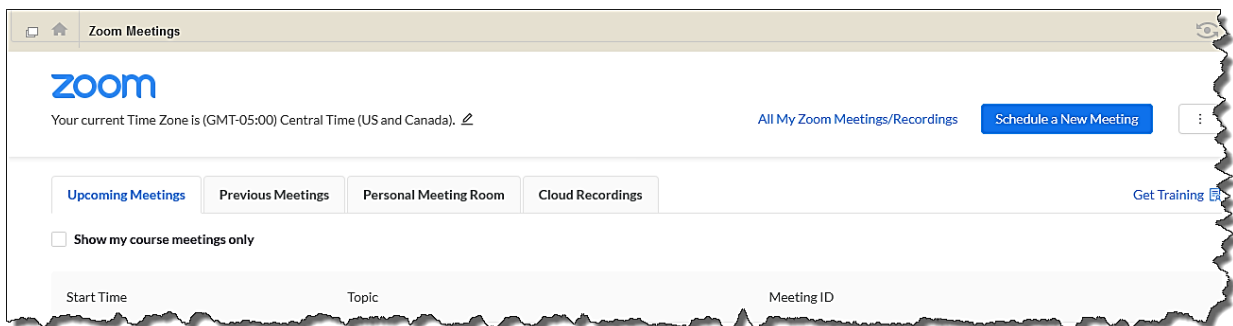 Zoom Meetings
zoom
Your current Time Zone is (GMT-05:00) Central Time (US and Canada).
All My Zoom Meetings/Recordings Schedule a New Meeting
Upcoming Meetings Previous Meetings Personal Meeting Room Cloud Recordings Get Training
Show my course meetings only
Start Time Topic Meeting ID